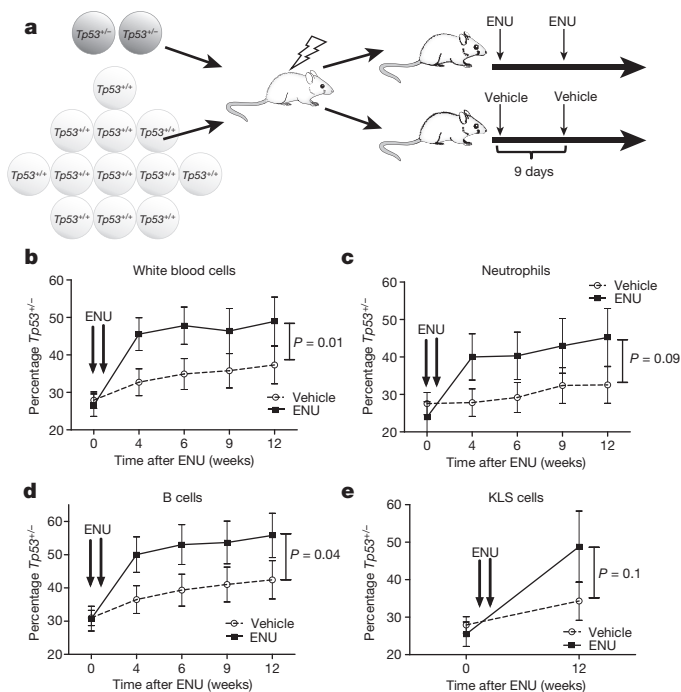 a
Tp53+/− Tp53+/−
Tp53+/+
Tp53+/+ Tp53+/+ Tp53+/+
Tp53+/+ Tp53+/+ Tp53+/+ Tp53+/+ Tp53+/+
Tp53+/+ Tp53+/+ Tp53+/+
ENU ENU
Vehicle Vehicle
9 days
b
White blood cells
60
50
40
30
20
Percentage Tp53+/−
ENU
P = 0.01
Vehicle
ENU
0 4 6 9 12
Time after ENU (weeks)
c
Neutrophils
60
50
40
30
20
Percentage Tp53+/−
ENU
Vehicle
ENU
P = 0.09
0 4 6 9 12
Time after ENU (weeks)
d
B cells
60
50
40
30
20
Percentage Tp53+/−
ENU
P = 0.04
Vehicle
ENU
0 4 6 9 12
Time after ENU (weeks)
e
KLS cells
60
50
40
30
20
Percentage Tp53+/−
ENU
P = 0.1
Vehicle
ENU
0 12
Time after ENU (weeks)